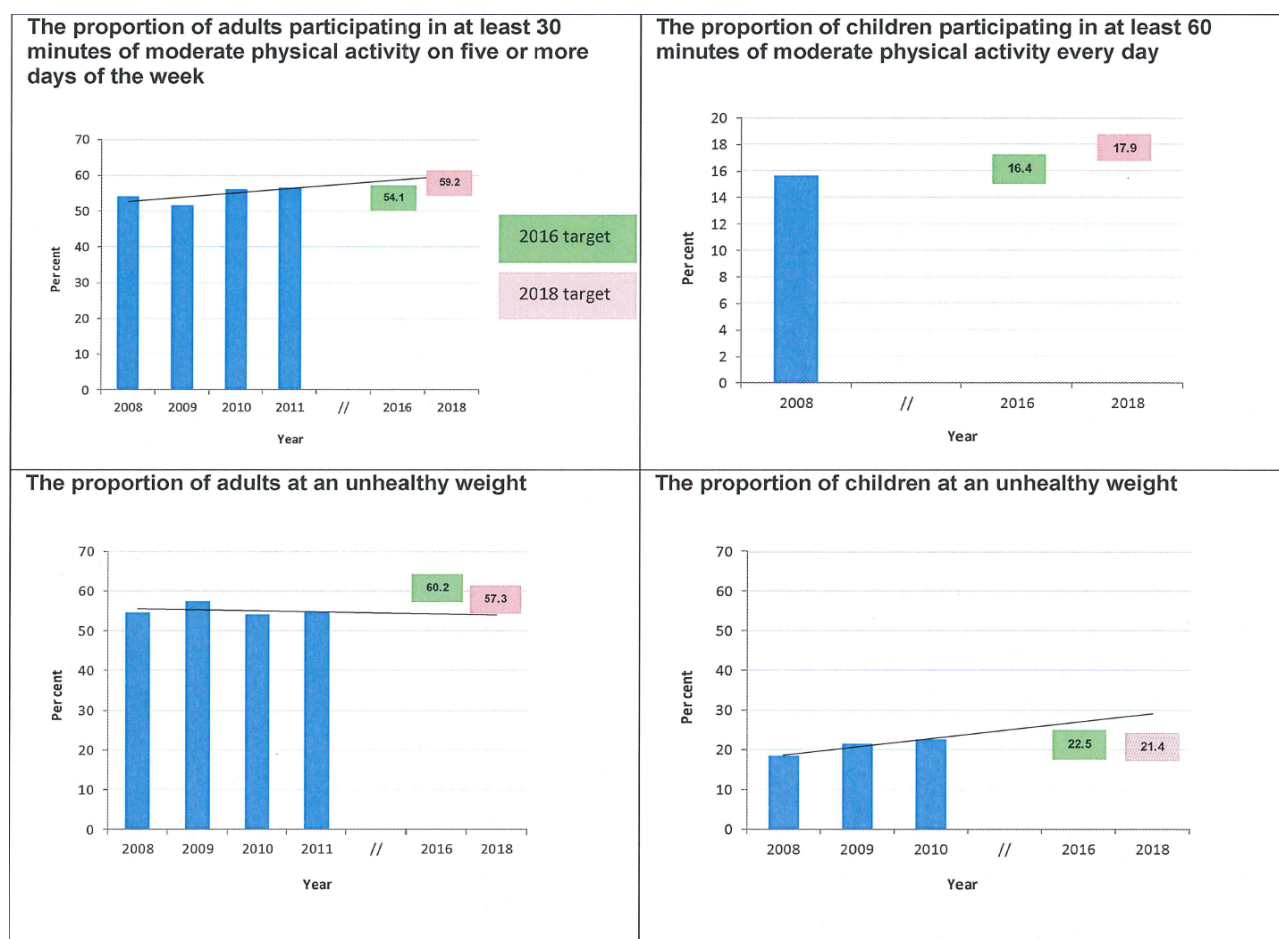 The proportion of adults participating in at least 30
minutes of moderate physical activity on five or more
days of the week
70
60
50
40
30
20
10
0
Per cent
59.2
54.1
2008 2009 2010 2011 // 2016 2018
Year
2016 target
2018 target
The proportion of children participating in at least 60
minutes of moderate physical activity every day
20
18
16
14
12
10
8
6
4
2
0
Per cent
17.9
16.4
2008 // 2016 2018
Year
The proportion of adults at an unhealthy weight
70
60
50
40
30
20
10
0
Per cent
60.2
57.3
2008 2009 2010 2011 // 2016 2018
Year
The proportion of children at an unhealthy weight
70
60
50
40
30
20
10
0
Per cent
22.5
21.4
2008 2009 2010 // 2016 2018
Year